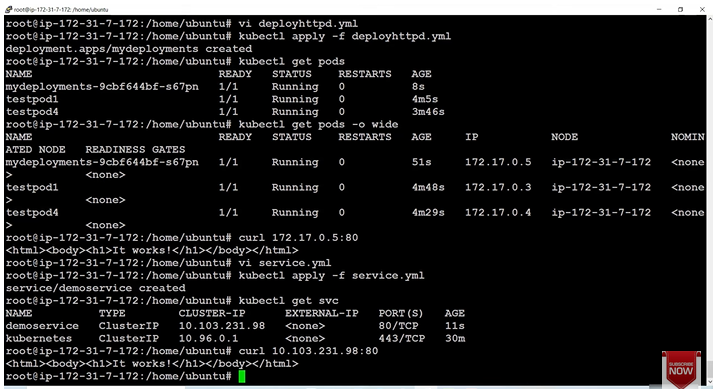 root@ip-172-31-7-172: /home/ubuntu
root@ip-172-31-7-172:/home/ubuntu# vi deployhttpd.yml
root@ip-172-31-7-172:/home/ubuntu# kubectl apply -f deployhttpd.yml
deployment.apps/mydeployments created
root@ip-172-31-7-172:/home/ubuntu# kubectl get pods
NAME READY STATUS RESTARTS AGE
mydeployments-9cbf644bf-s67pn 1/1 Running 0 8s
testpod1 1/1 Running 0 4m5s
testpod4 1/1 Running 0 3m46s
root@ip-172-31-7-172:/home/ubuntu# kubectl get pods -o wide
NAME READY STATUS RESTARTS AGE IP NODE NOMIN
ATED NODE READINESS GATES
mydeployments-9cbf644bf-s67pn 1/1 Running 0 51s 172.17.0.5 ip-172-31-7-172 <none
> <none>
testpod1 1/1 Running 0 4m48s 172.17.0.3 ip-172-31-7-172 <none
> <none>
testpod4 1/1 Running 0 4m29s 172.17.0.4 ip-172-31-7-172 <none
> <none>
root@ip-172-31-7-172:/home/ubuntu# curl 172.17.0.5:80
<html><body><h1>It works!</h1></body></html>
root@ip-172-31-7-172:/home/ubuntu# vi service.yml
root@ip-172-31-7-172:/home/ubuntu# kubectl apply -f service.yml
service/demoservice created
root@ip-172-31-7-172:/home/ubuntu# kubectl get svc
NAME TYPE CLUSTER-IP EXTERNAL-IP PORT(S) AGE
demoservice ClusterIP 10.103.231.98 <none> 80/TCP 11s
kubernetes ClusterIP 10.96.0.1 <none> 443/TCP 30m
root@ip-172-31-7-172:/home/ubuntu# curl 10.103.231.98:80
<html><body><h1>It works!</h1></body></html>
root@ip-172-31-7-172:/home/ubuntu#
SUBSCRIBE
NOW